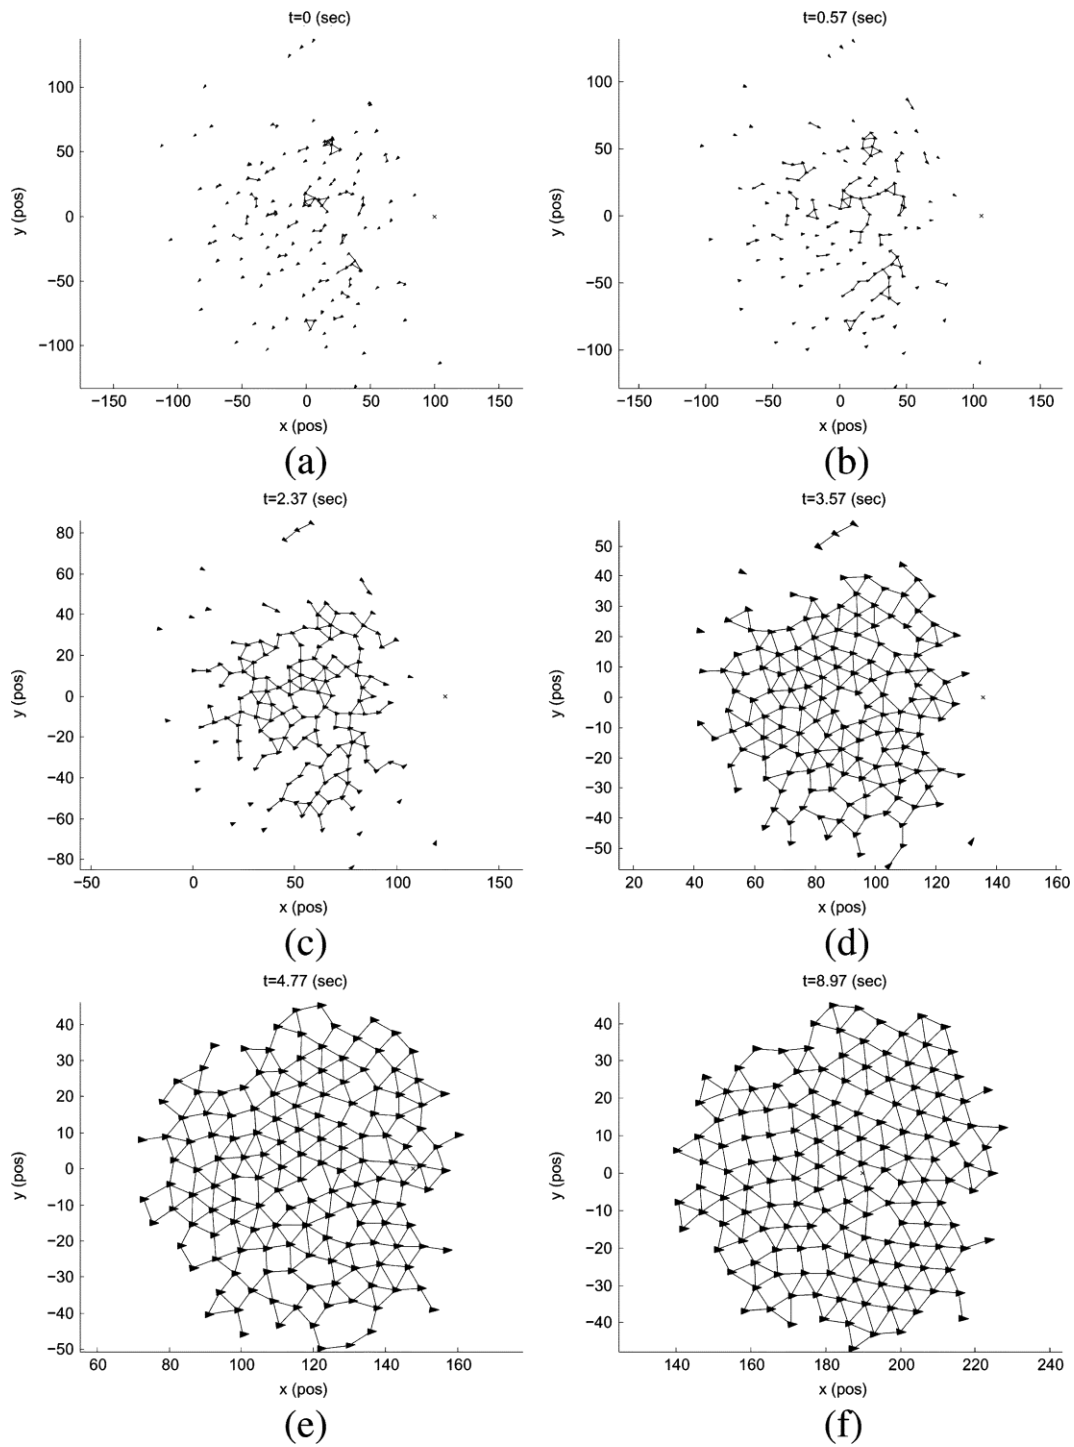 t=0 (sec)
100
50
0
−50
−100
y (pos)
−150 −100 −50 0 50 100 150
x (pos)
(a)
t=0.57 (sec)
100
50
0
−50
−100
y (pos)
−150 −100 −50 0 50 100 150
x (pos)
(b)
t=2.37 (sec)
80
60
40
20
0
−20
−40
−60
−80
y (pos)
−50 0 50 100 150
x (pos)
(c)
t=3.57 (sec)
50
40
30
20
10
0
−10
−20
−30
−40
−50
y (pos)
20 40 60 80 100 120 140 160
x (pos)
(d)
t=4.77 (sec)
40
30
20
10
0
−10
−20
−30
−40
−50
y (pos)
60 80 100 120 140 160
x (pos)
(e)
t=8.97 (sec)
40
30
20
10
0
−10
−20
−30
−40
y (pos)
140 160 180 200 220 240
x (pos)
(f)